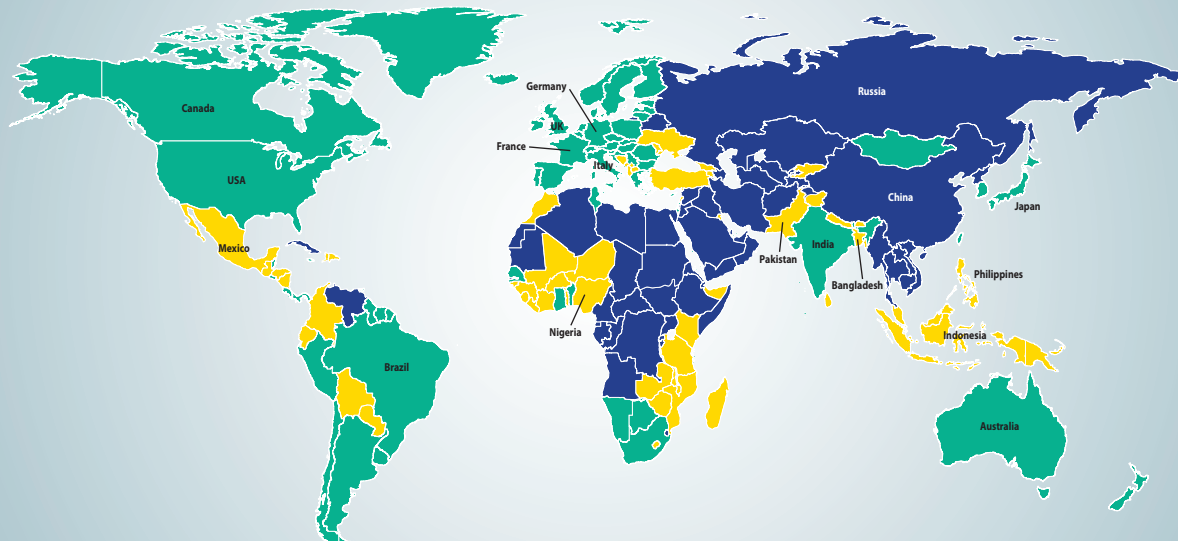 Canada
USA
Mexico
Brazil
Germany
UK
France
Italy
Nigeria
Russia
China
Japan
India
Pakistan
Bangladesh
Philippines
Indonesia
Australia